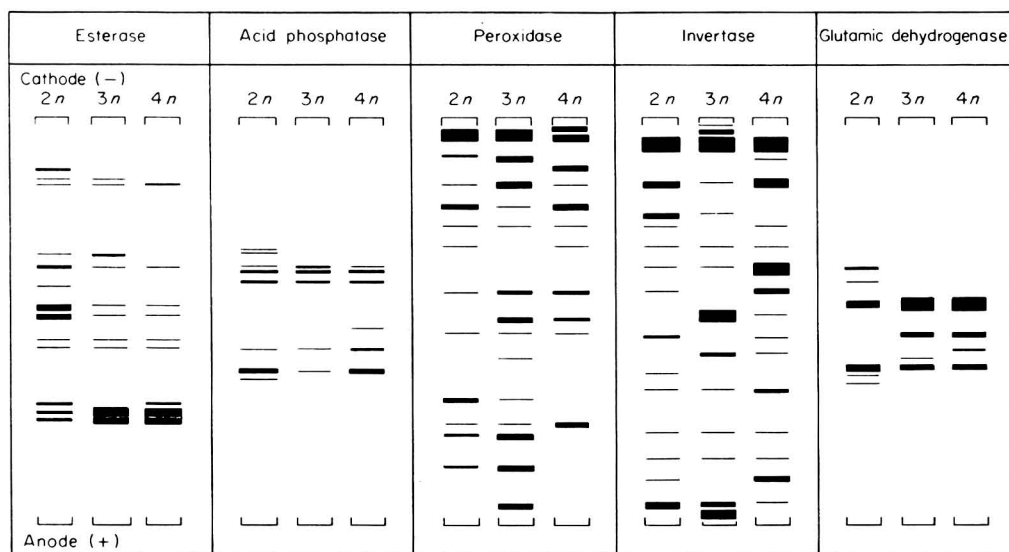 Esterase Acid phosphatase Peroxidase Invertase Glutamic dehydrogenase
Cathode (−)
2n 3n 4n 2n 3n 4n 2n 3n 4n 2n 3n 4n 2n 3n 4n
Anode (+)